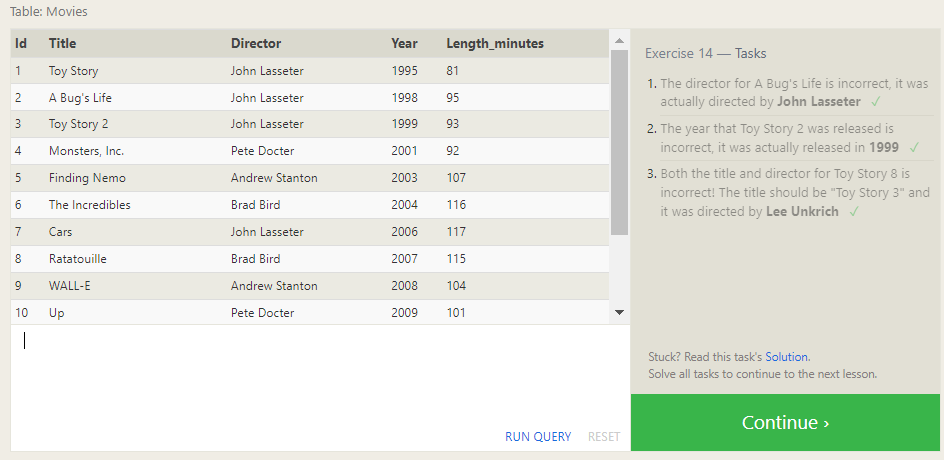 Table: Movies
Id Title Director Year Length_minutes
1 Toy Story John Lasseter 1995 81
2 A Bug's Life John Lasseter 1998 95
3 Toy Story 2 John Lasseter 1999 93
4 Monsters, Inc. Pete Docter 2001 92
5 Finding Nemo Andrew Stanton 2003 107
6 The Incredibles Brad Bird 2004 116
7 Cars John Lasseter 2006 117
8 Ratatouille Brad Bird 2007 115
9 WALL-E Andrew Stanton 2008 104
10 Up Pete Docter 2009 101
RUN QUERY RESET
Exercise 14 — Tasks
1. The director for A Bug's Life is incorrect, it was
actually directed by John Lasseter ✓
2. The year that Toy Story 2 was released is
incorrect, it was actually released in 1999 ✓
3. Both the title and director for Toy Story 8 is
incorrect! The title should be "Toy Story 3" and
it was directed by Lee Unkrich ✓
Stuck? Read this task's Solution.
Solve all tasks to continue to the next lesson.
Continue ›